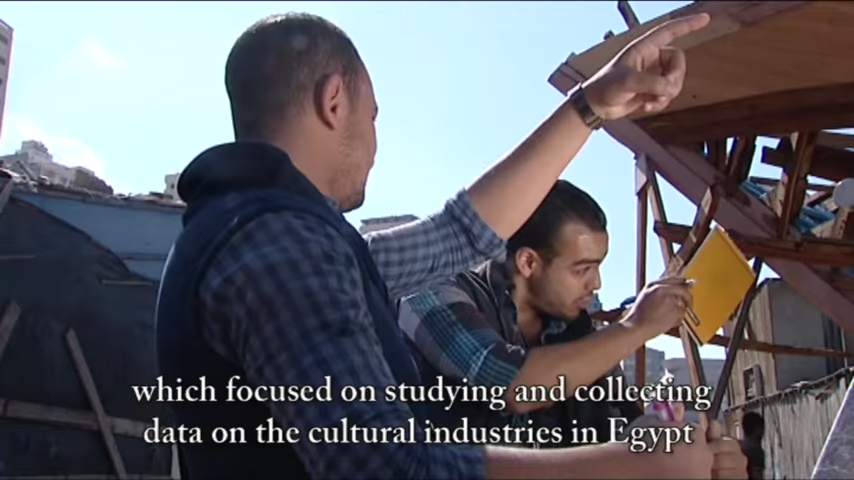 which focused on studying and collecting
data on the cultural industries in Egypt